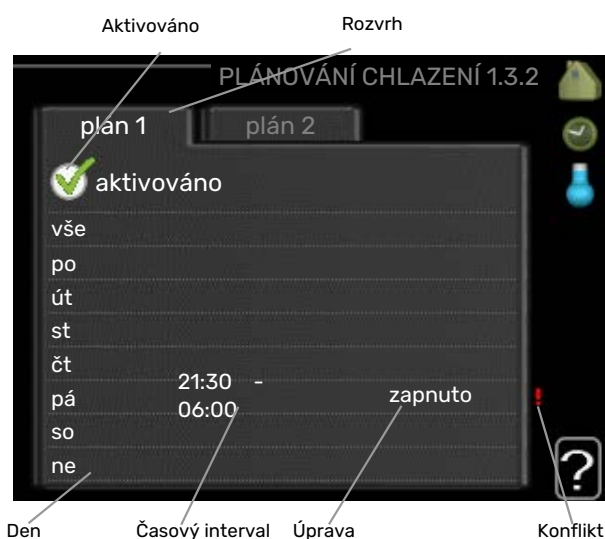 Aktivováno
Rozvrh
PLÁNOVÁNÍ CHLAZENÍ 1.3.2
plán 1
plán 2
aktivováno
vše
po
út
st
čt
pá
21:30 -
06:00
zapnuto
!
so
ne
?
Den
Časový interval
Úprava
Konflikt